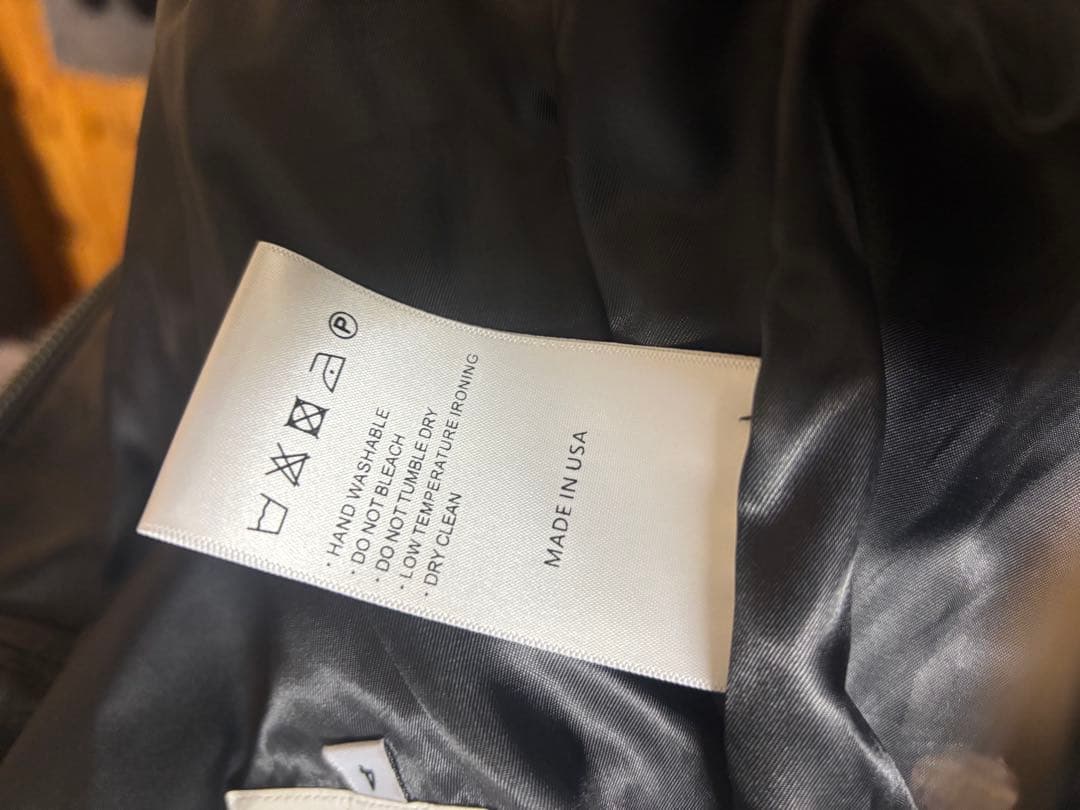 Ⓟ
· HAND WASHABLE
· DO NOT BLEACH
· DO NOT TUMBLE DRY
· LOW TEMPERATURE IRONING
· DRY CLEAN
MADE IN USA